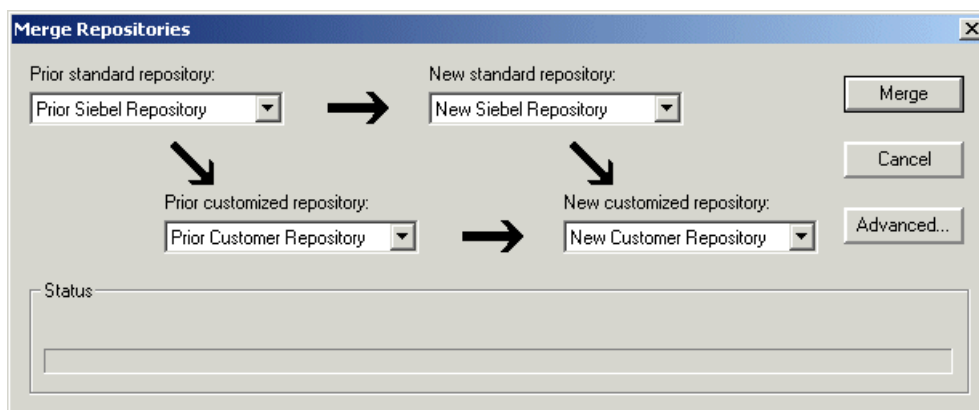 Merge Repositories
Prior standard repository: New standard repository:
Prior Siebel Repository New Siebel Repository Merge
Cancel
Prior customized repository: New customized repository:
Prior Customer Repository New Customer Repository Advanced...
Status